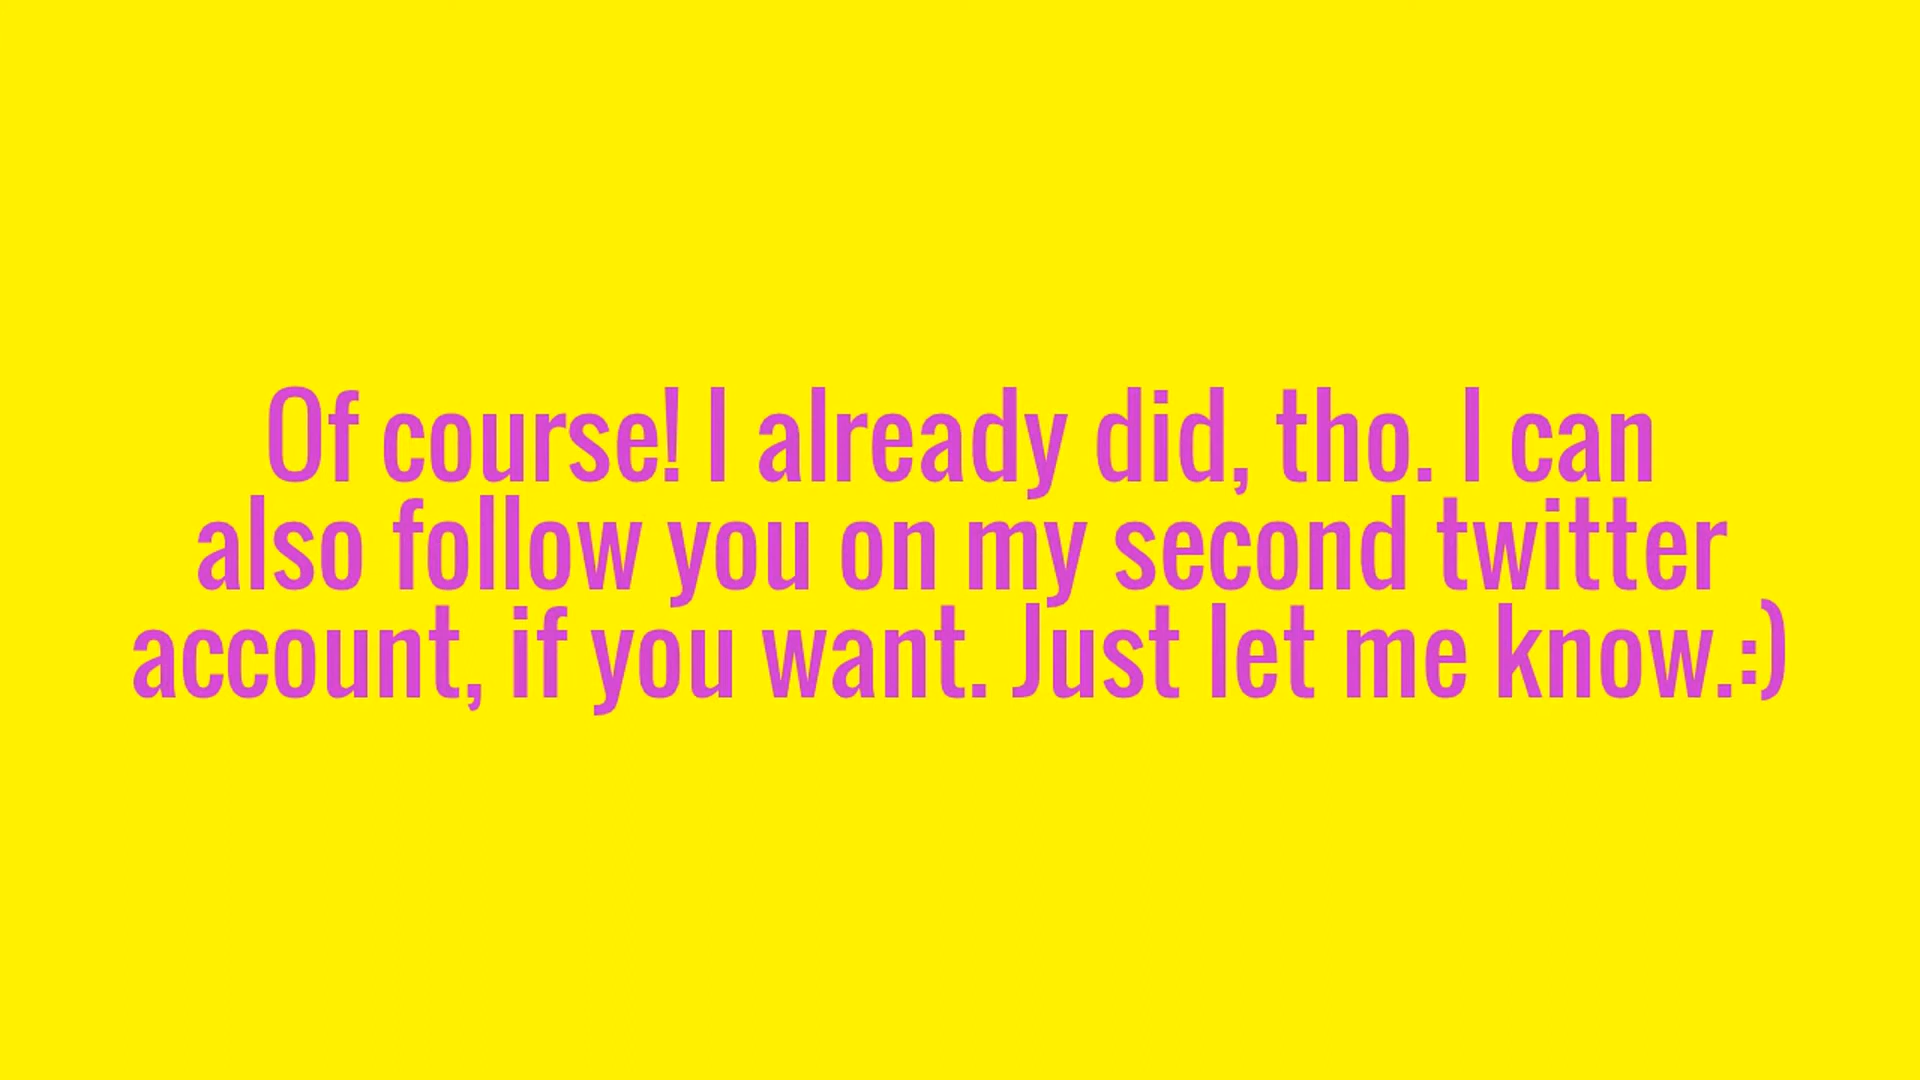 Of course! I already did, tho. I can
also follow you on my second twitter
account, if you want. Just let me know.:)